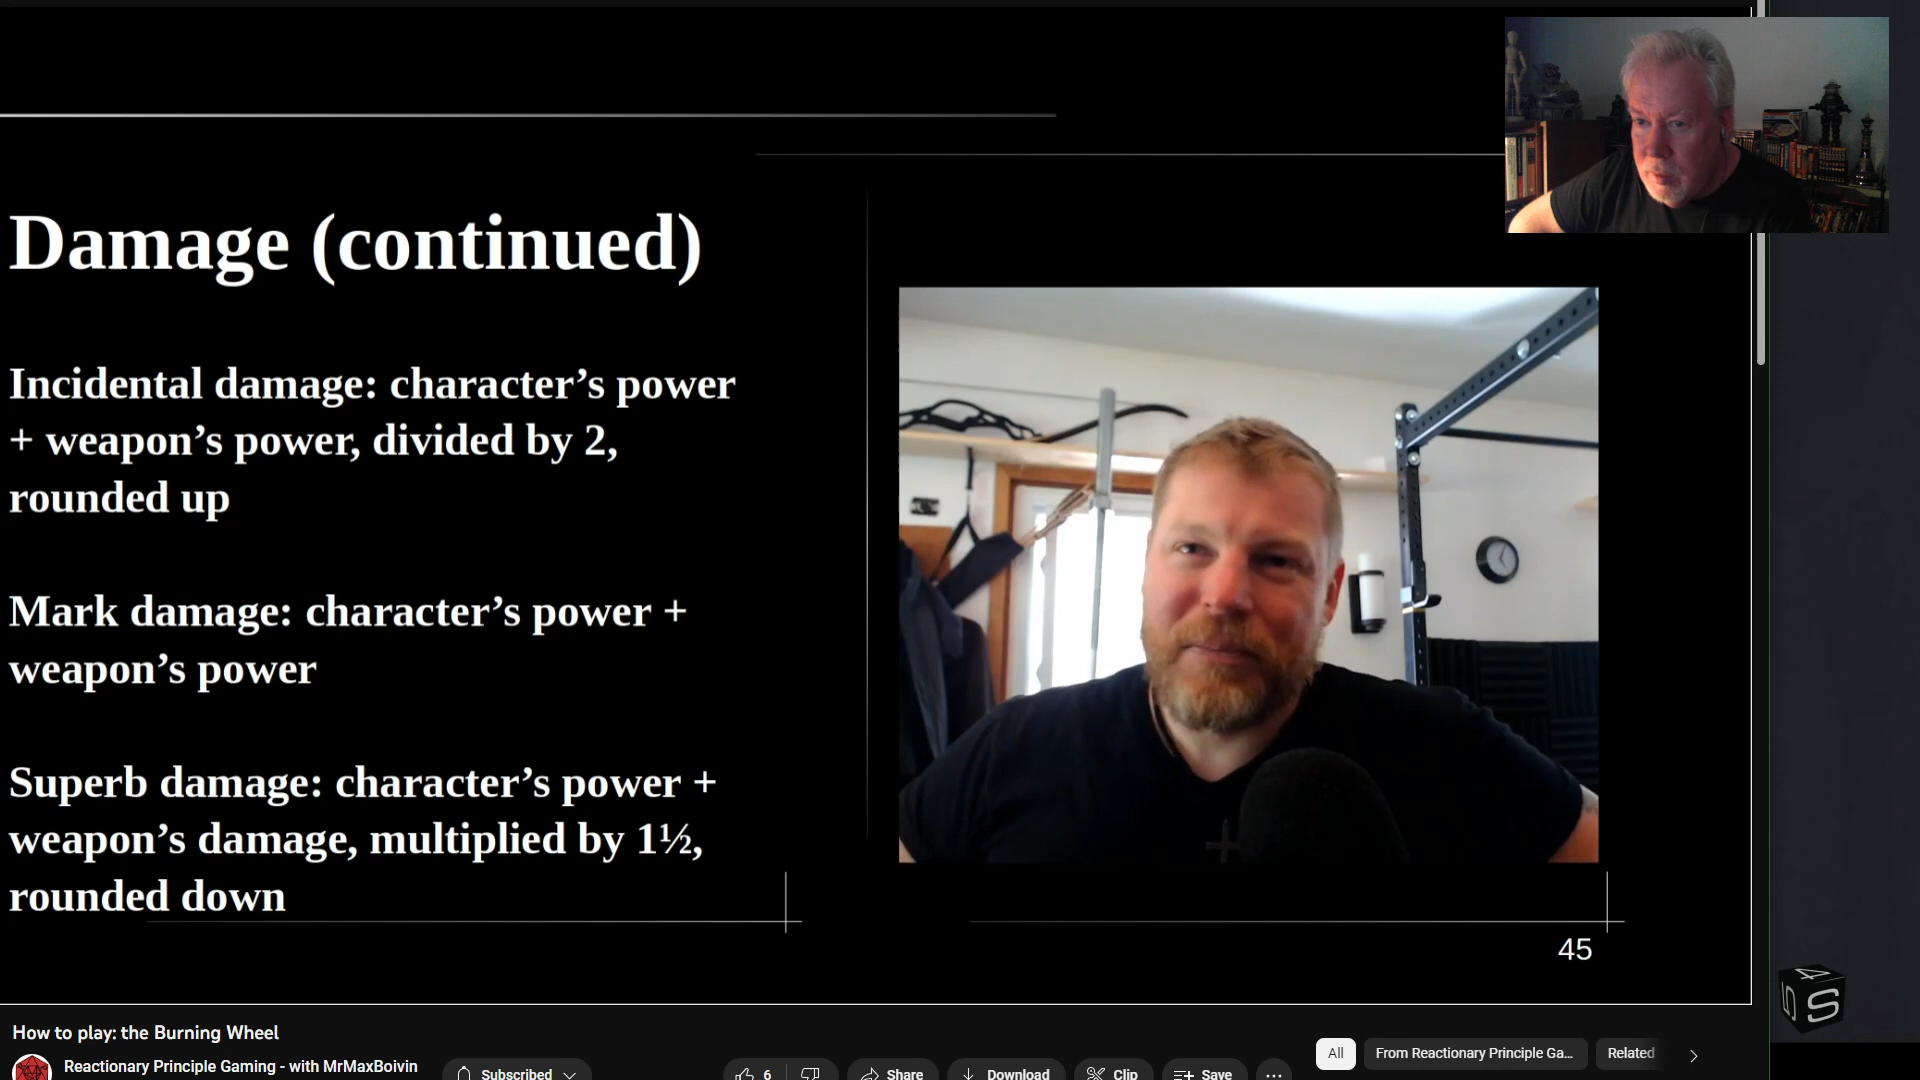 Damage (continued)
Incidental damage: character’s power
+ weapon’s power, divided by 2,
rounded up
Mark damage: character’s power +
weapon’s power
Superb damage: character’s power +
weapon’s damage, multiplied by 1½,
rounded down
45
4
5 S
How to play: the Burning Wheel
Reactionary Principle Gaming - with MrMaxBoivin
Subscribed
6
Share
Download
Clip
Save
All
From Reactionary Principle Ga...
Related